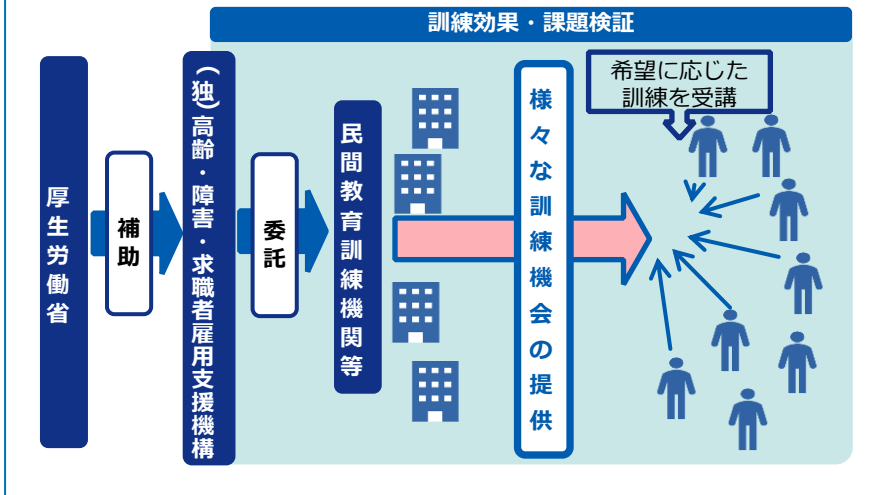 訓練効果・課題検証
厚生労働省
補助
(独)高齢・障害・求職者雇用支援機構
委託
民間教育訓練機関等
様々な訓練機会の提供
希望に応じた
訓練を受講